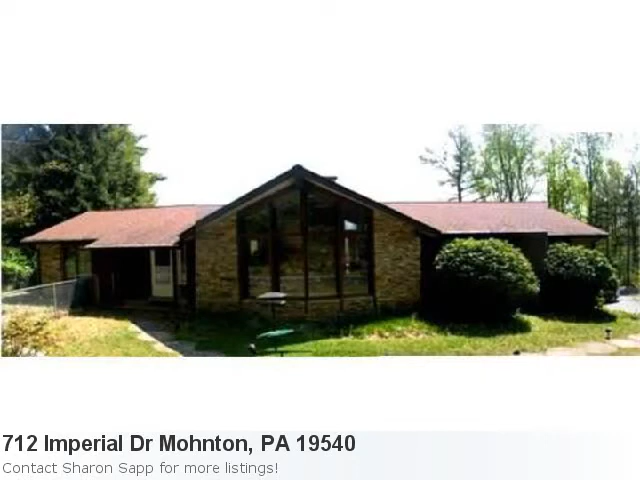 712 Imperial Dr Mohnton, PA 19540
Contact Sharon Sapp for more listings!